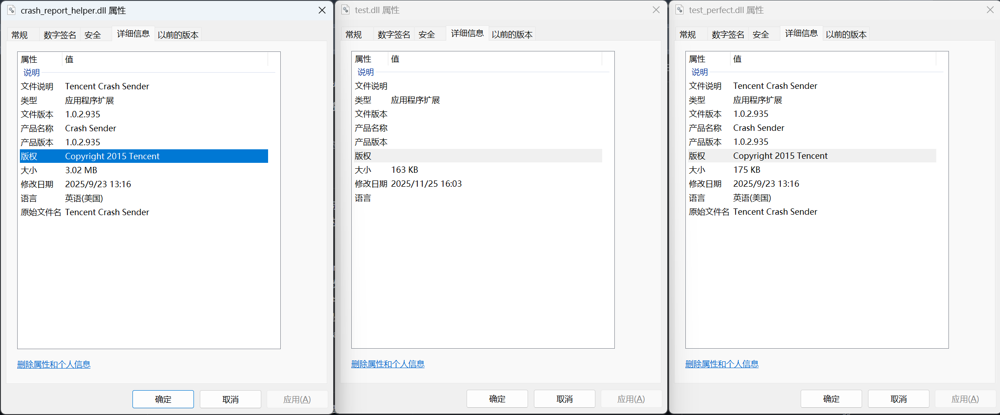 crash_report_helper.dll 属性
常规 数字签名 安全 详细信息 以前的版本
属性 值
说明
文件说明 Tencent Crash Sender
类型 应用程序扩展
文件版本 1.0.2.935
产品名称 Crash Sender
产品版本 1.0.2.935
版权 Copyright 2015 Tencent
大小 3.02 MB
修改日期 2025/9/23 13:16
语言 英语(美国)
原始文件名 Tencent Crash Sender
删除属性和个人信息
确定 取消 应用(A)
test.dll 属性
常规 数字签名 安全 详细信息 以前的版本
属性 值
说明
文件说明
类型 应用程序扩展
文件版本
产品名称
产品版本
版权
大小 163 KB
修改日期 2025/11/25 16:03
语言
删除属性和个人信息
确定 取消 应用(A)
test_perfect.dll 属性
常规 数字签名 安全 详细信息 以前的版本
属性 值
说明
文件说明 Tencent Crash Sender
类型 应用程序扩展
文件版本 1.0.2.935
产品名称 Crash Sender
产品版本 1.0.2.935
版权 Copyright 2015 Tencent
大小 175 KB
修改日期 2025/9/23 13:16
语言 英语(美国)
原始文件名 Tencent Crash Sender
删除属性和个人信息
确定 取消 应用(A)